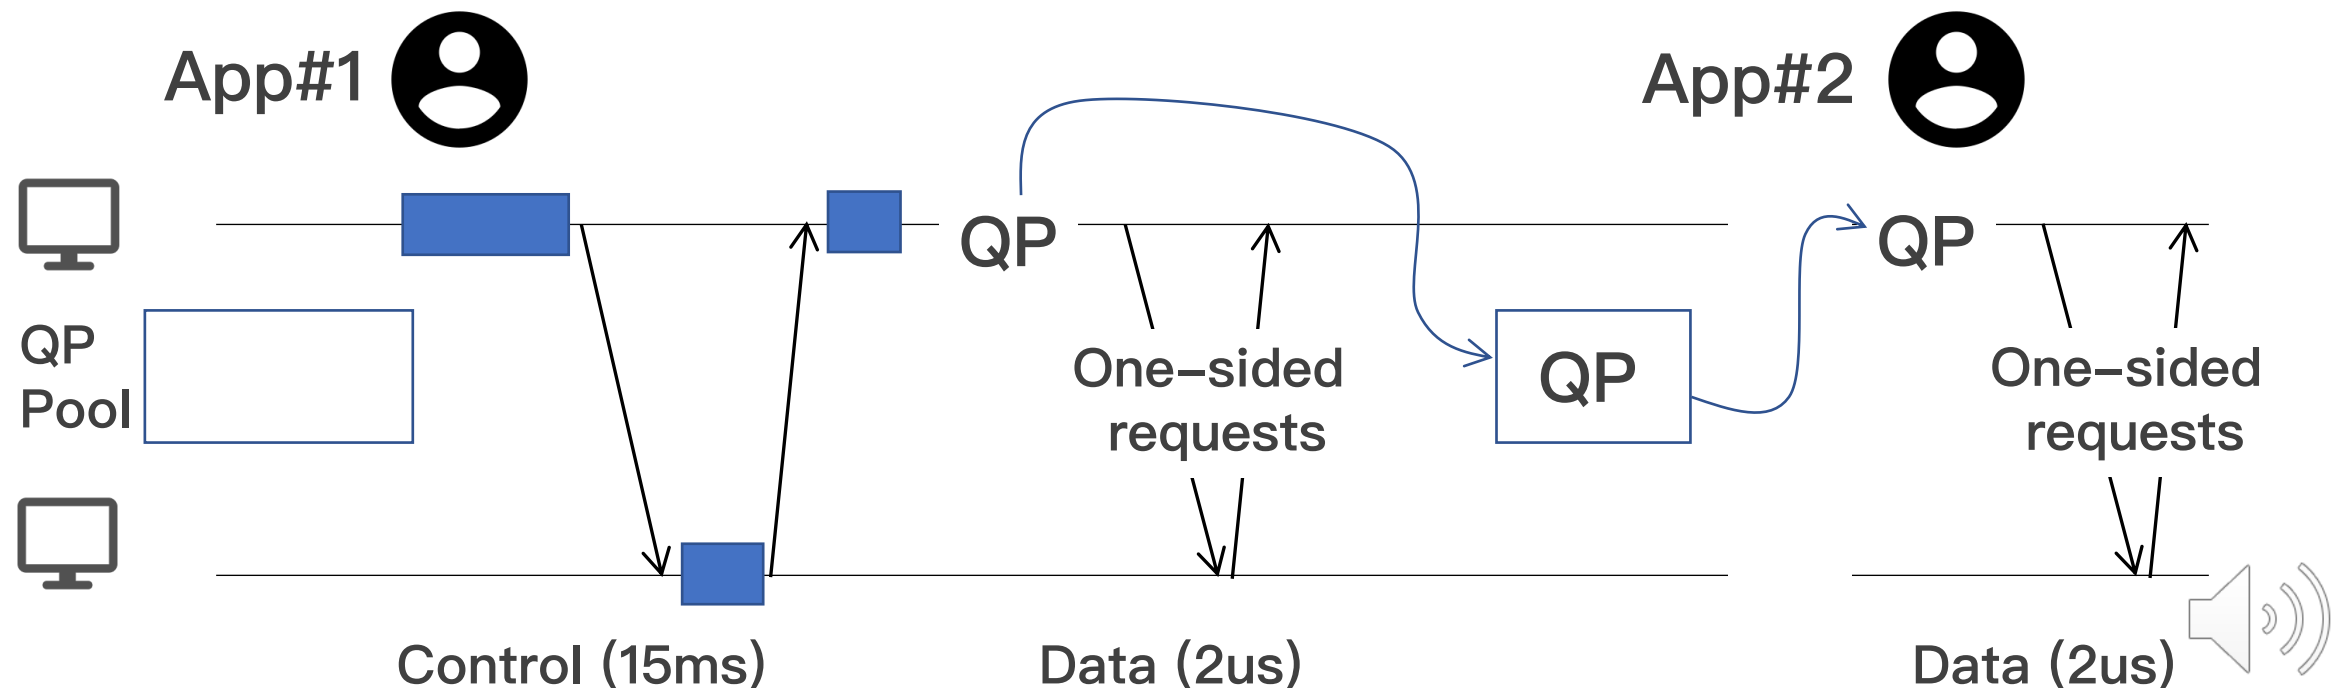 App#1
App#2
QP
QP
QP
Pool
QP
One-sided
requests
One-sided
requests
Control (15ms)
Data (2us)
Data (2us)